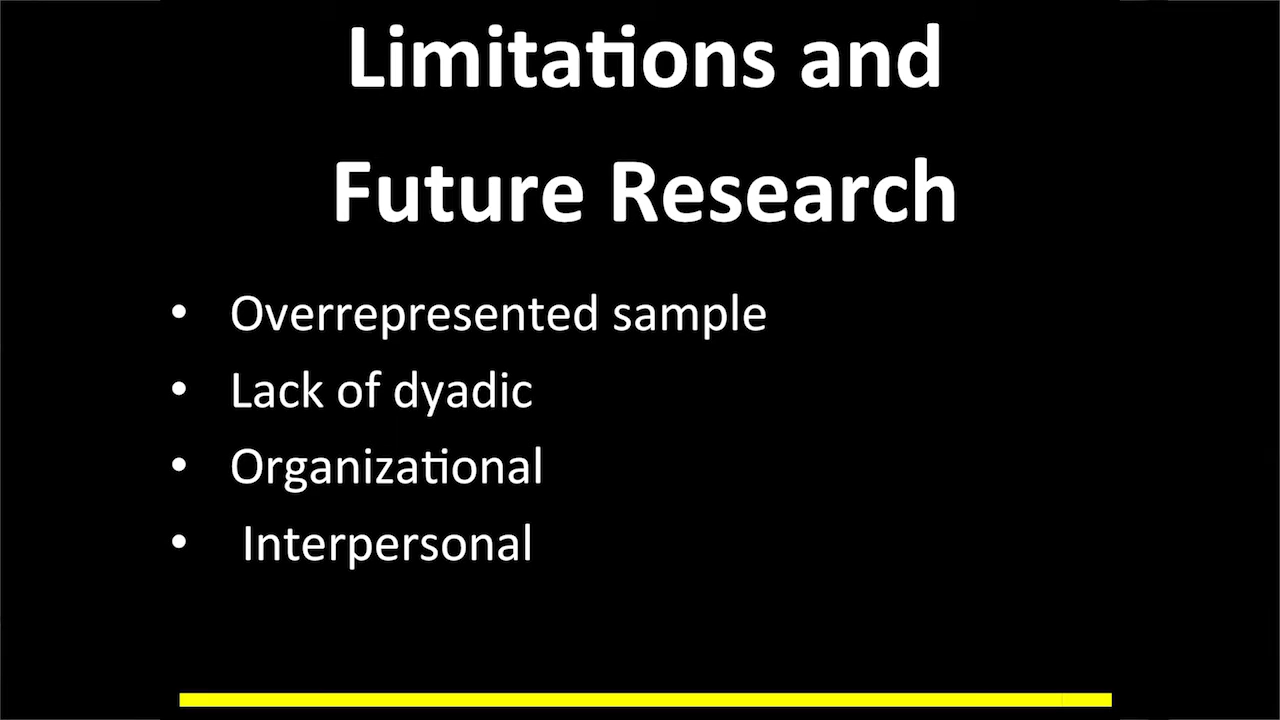 Limitations and
Future Research
• Overrepresented sample
• Lack of dyadic
• Organizational
• Interpersonal